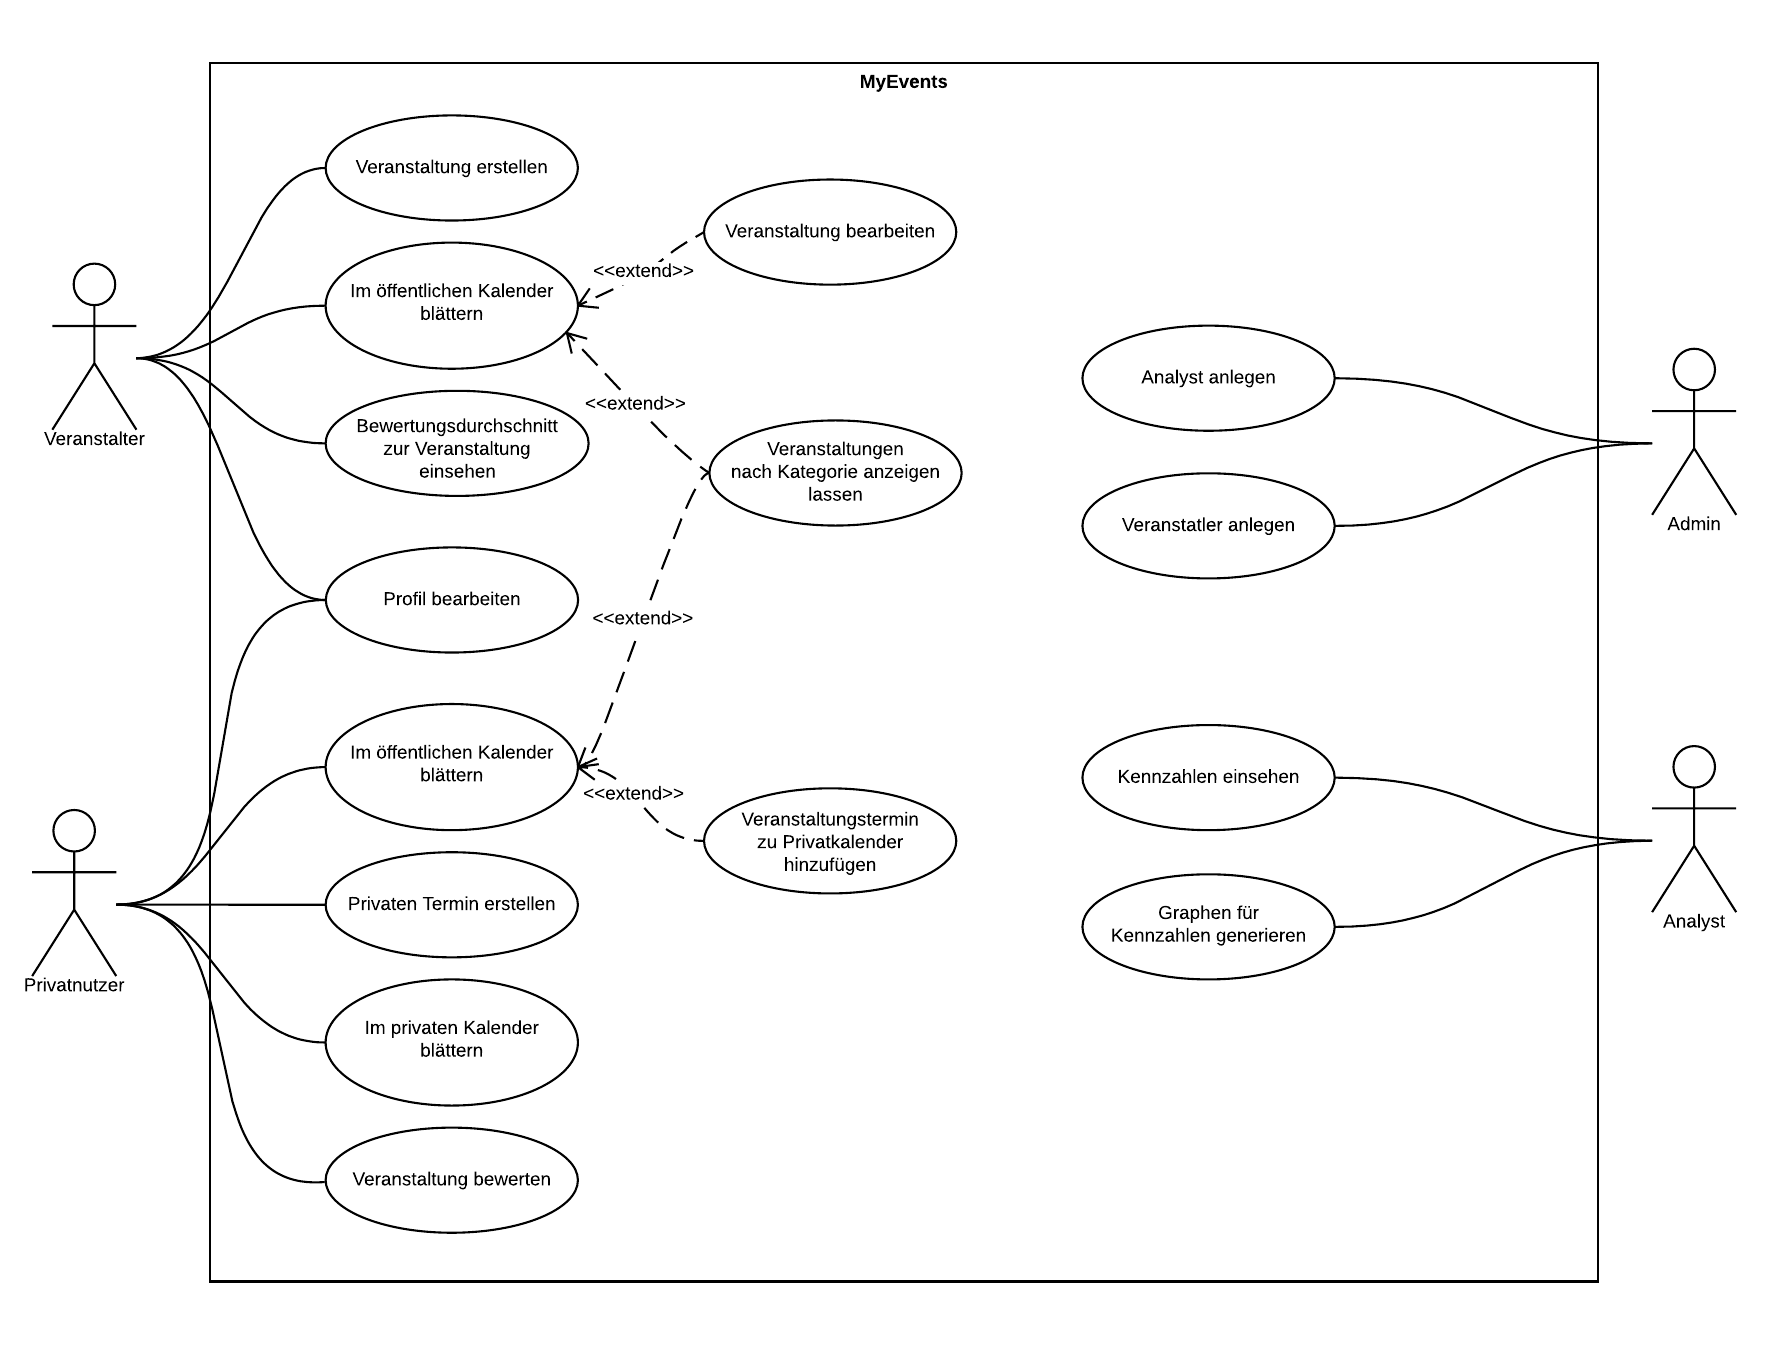 MyEvents
Veranstaltung erstellen
Veranstaltung bearbeiten
<<extend>>
Im öffentlichen Kalender
blättern
Veranstalter
<<extend>>
Bewertungsdurchschnitt
zur Veranstaltung
einsehen
Veranstaltungen
nach Kategorie anzeigen
lassen
Analyst anlegen
Veranstatler anlegen
Admin
Profil bearbeiten
<<extend>>
Im öffentlichen Kalender
blättern
<<extend>>
Veranstaltungstermin
zu Privatkalender
hinzufügen
Kennzahlen einsehen
Graphen für
Kennzahlen generieren
Analyst
Privaten Termin erstellen
Privatnutzer
Im privaten Kalender
blättern
Veranstaltung bewerten